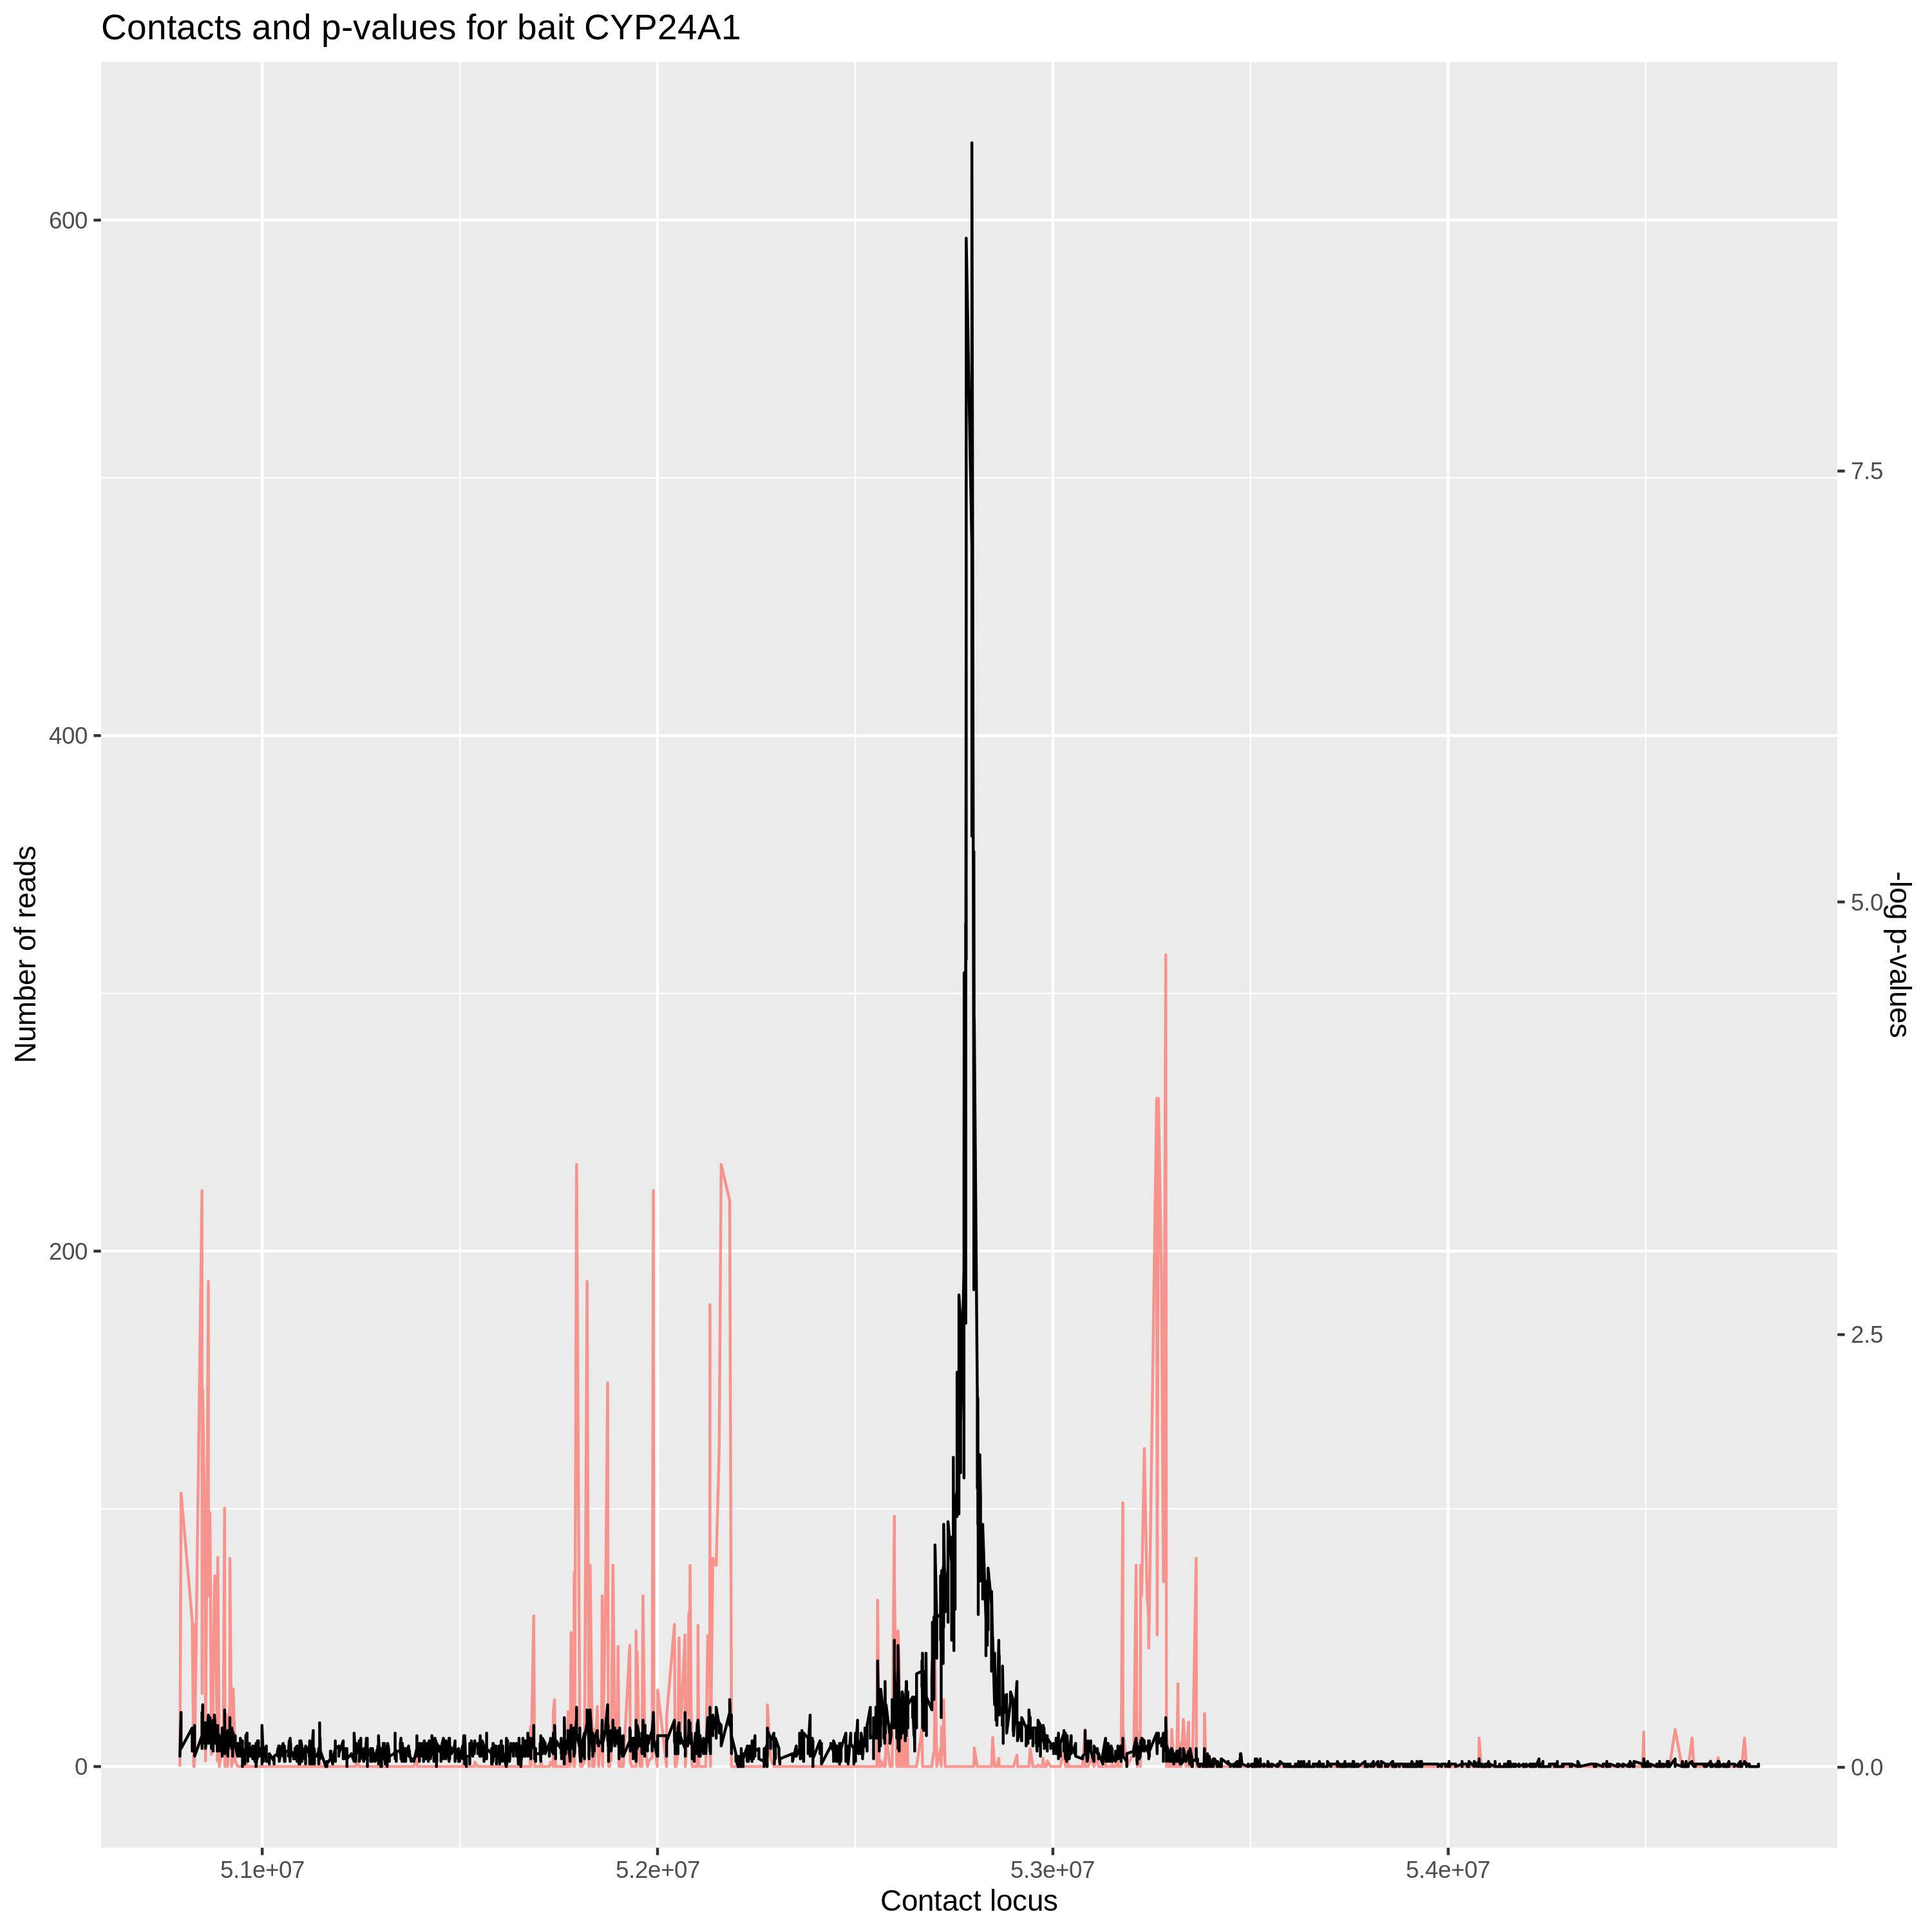 Contacts and p-values for bait CYP24A1
600
400
200
0
7.5
5.0
2.5
0.0
Number of reads
-log p-values
5.1e+07
5.2e+07
5.3e+07
5.4e+07
Contact locus